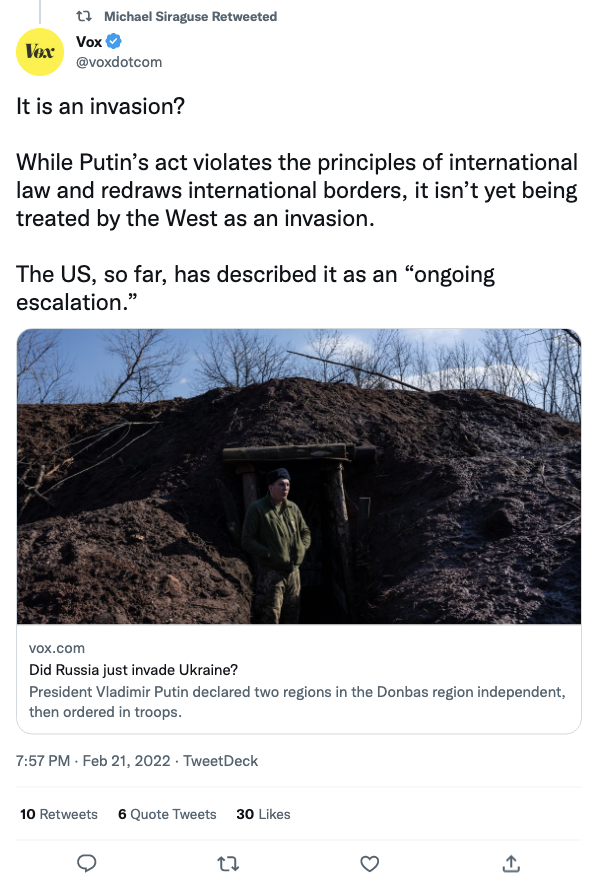 Michael Siraguse Retweeted
Vox
Vox
@voxdotcom
It is an invasion?
While Putin’s act violates the principles of international
law and redraws international borders, it isn’t yet being
treated by the West as an invasion.
The US, so far, has described it as an “ongoing
escalation.”
vox.com
Did Russia just invade Ukraine?
President Vladimir Putin declared two regions in the Donbas region independent,
then ordered in troops.
7:57 PM · Feb 21, 2022 · TweetDeck
10 Retweets 6 Quote Tweets 30 Likes